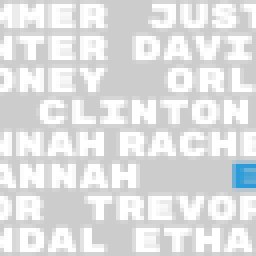 MMER JUST
NTER DAVI
ONEY ORL
CLINTON
NNAH RACHE
ANNAH E
OR TREVOR
NDAL ETHA